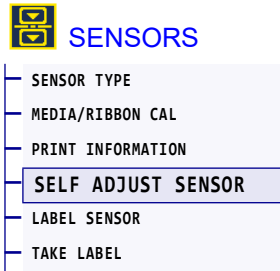 SENSORS
SENSOR TYPE
MEDIA/RIBBON CAL
PRINT INFORMATION
SELF ADJUST SENSOR
LABEL SENSOR
TAKE LABEL